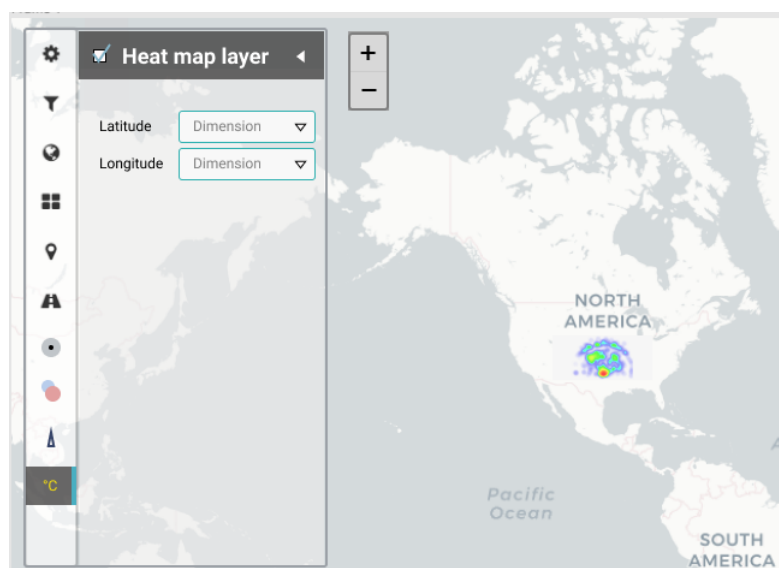 Heat map layer
+
Latitude Dimension
−
Longitude Dimension
NORTH
AMERICA
°C
Pacific
Ocean
SOUTH
AMERICA